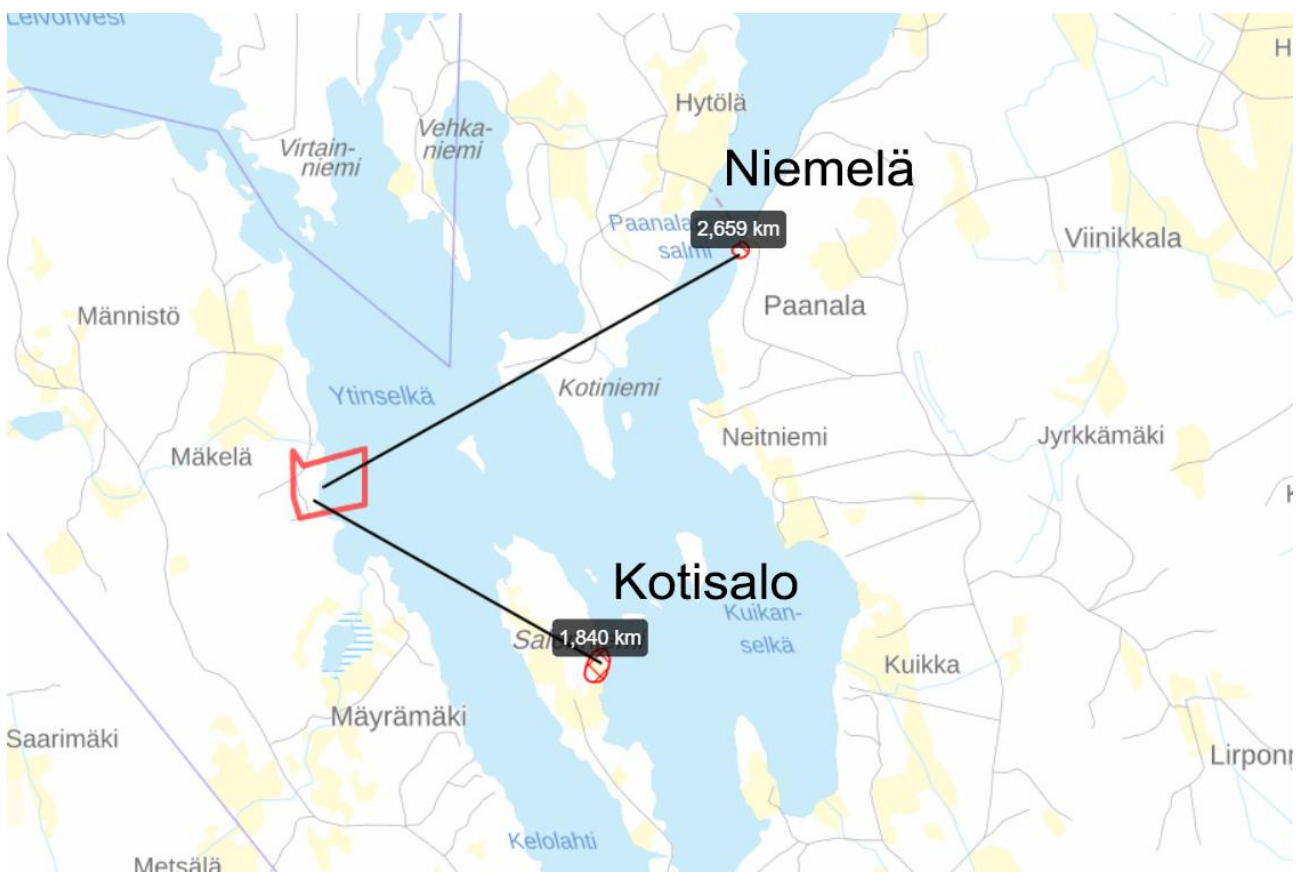 Leivonvesi
Hytölä
Vehka-
niemi
Virtain-
niemi
Niemelä
Paanala
salmi
2,659 km
Viinikkala
Männistö
Paanala
Ytinselkä
Kotiniemi
Neitniemi
Jyrkkämäki
Mäkelä
Kotisalo
Kuikan-
selkä
1,840 km
Kuikka
Mäyrämäki
Saarimäki
Kelolahti
Metsälä